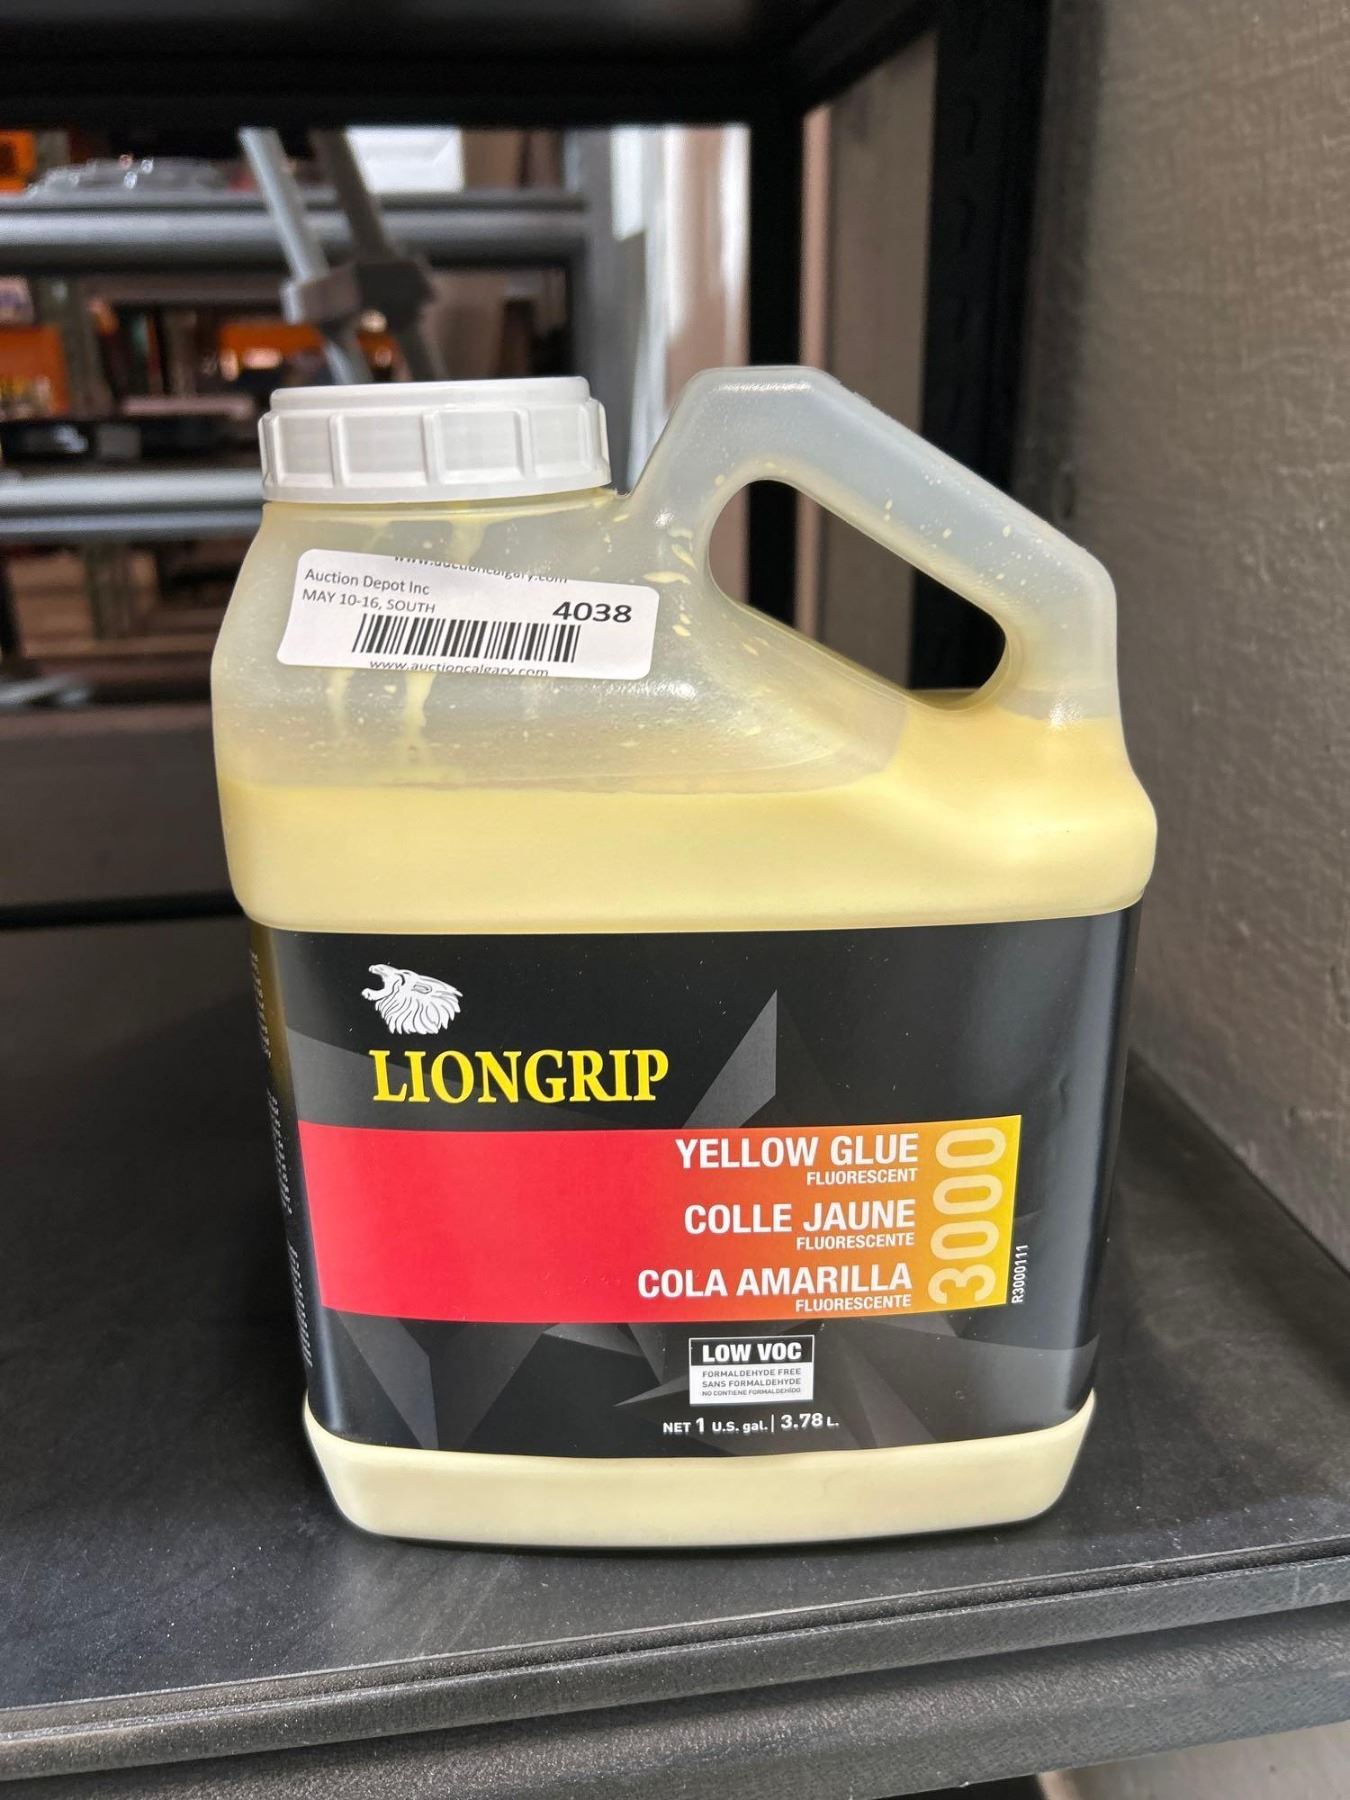 www.auctioncalgary.com
Auction Depot Inc
MAY 10-16, SOUTH
4038
www.auctioncalgary.com
LIONGRIP
YELLOW GLUE
FLUORESCENT
COLLE JAUNE
FLUORESCENTE
COLA AMARILLA
FLUORESCENTE
3000
R3000111
LOW VOC
FORMALDEHYDE FREE
SANS FORMALDEHYDE
NO CONTIENE FORMALDEHÍDO
NET 1 U.S. gal. | 3.78 L.